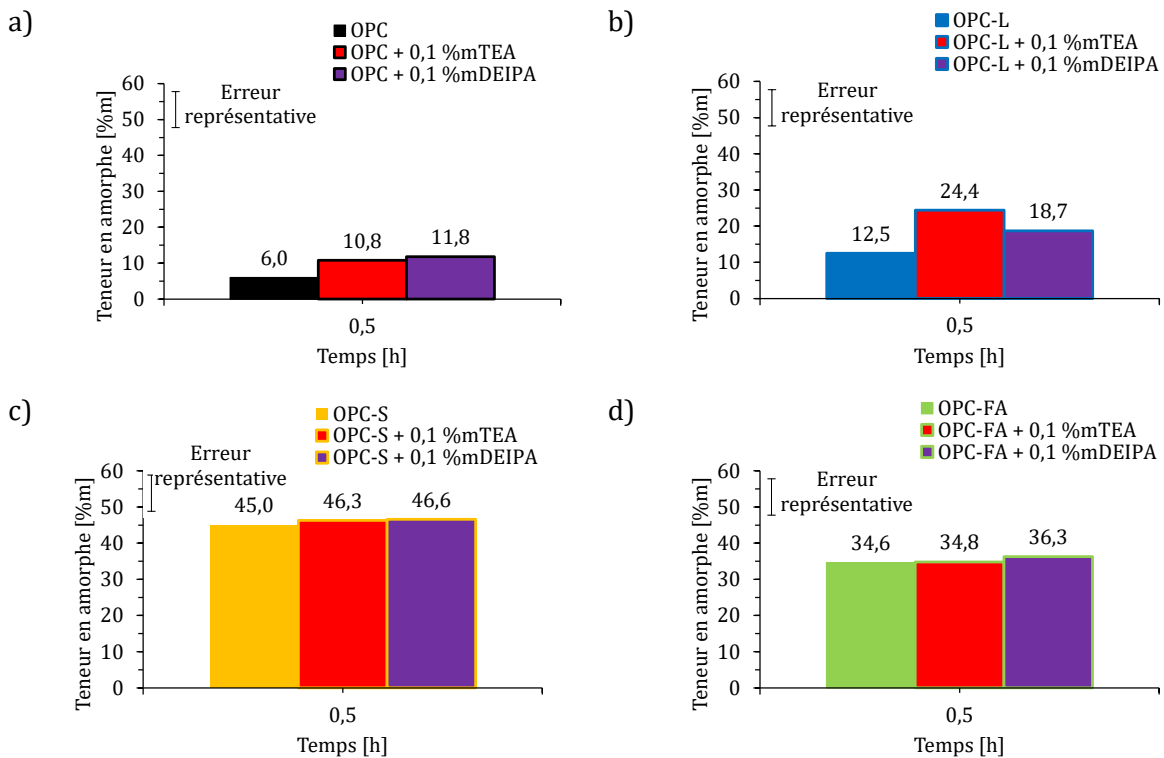 a)
OPC
OPC + 0,1 %mTEA
OPC + 0,1 %mDEIPA
Teneur en amorphe [%m]
60
50
40
30
20
10
0
Erreur
représentative
6,0
10,8
11,8
0,5
Temps [h]
b)
OPC-L
OPC-L + 0,1 %mTEA
OPC-L + 0,1 %mDEIPA
Teneur en amorphe [%m]
60
50
40
30
20
10
0
Erreur
représentative
12,5
24,4
18,7
0,5
Temps [h]
c)
OPC-S
OPC-S + 0,1 %mTEA
OPC-S + 0,1 %mDEIPA
Teneur en amorphe [%m]
60
50
40
30
20
10
0
Erreur
représentative
45,0
46,3
46,6
0,5
Temps [h]
d)
OPC-FA
OPC-FA + 0,1 %mTEA
OPC-FA + 0,1 %mDEIPA
Teneur en amorphe [%m]
60
50
40
30
20
10
0
Erreur
représentative
34,6
34,8
36,3
0,5
Temps [h]